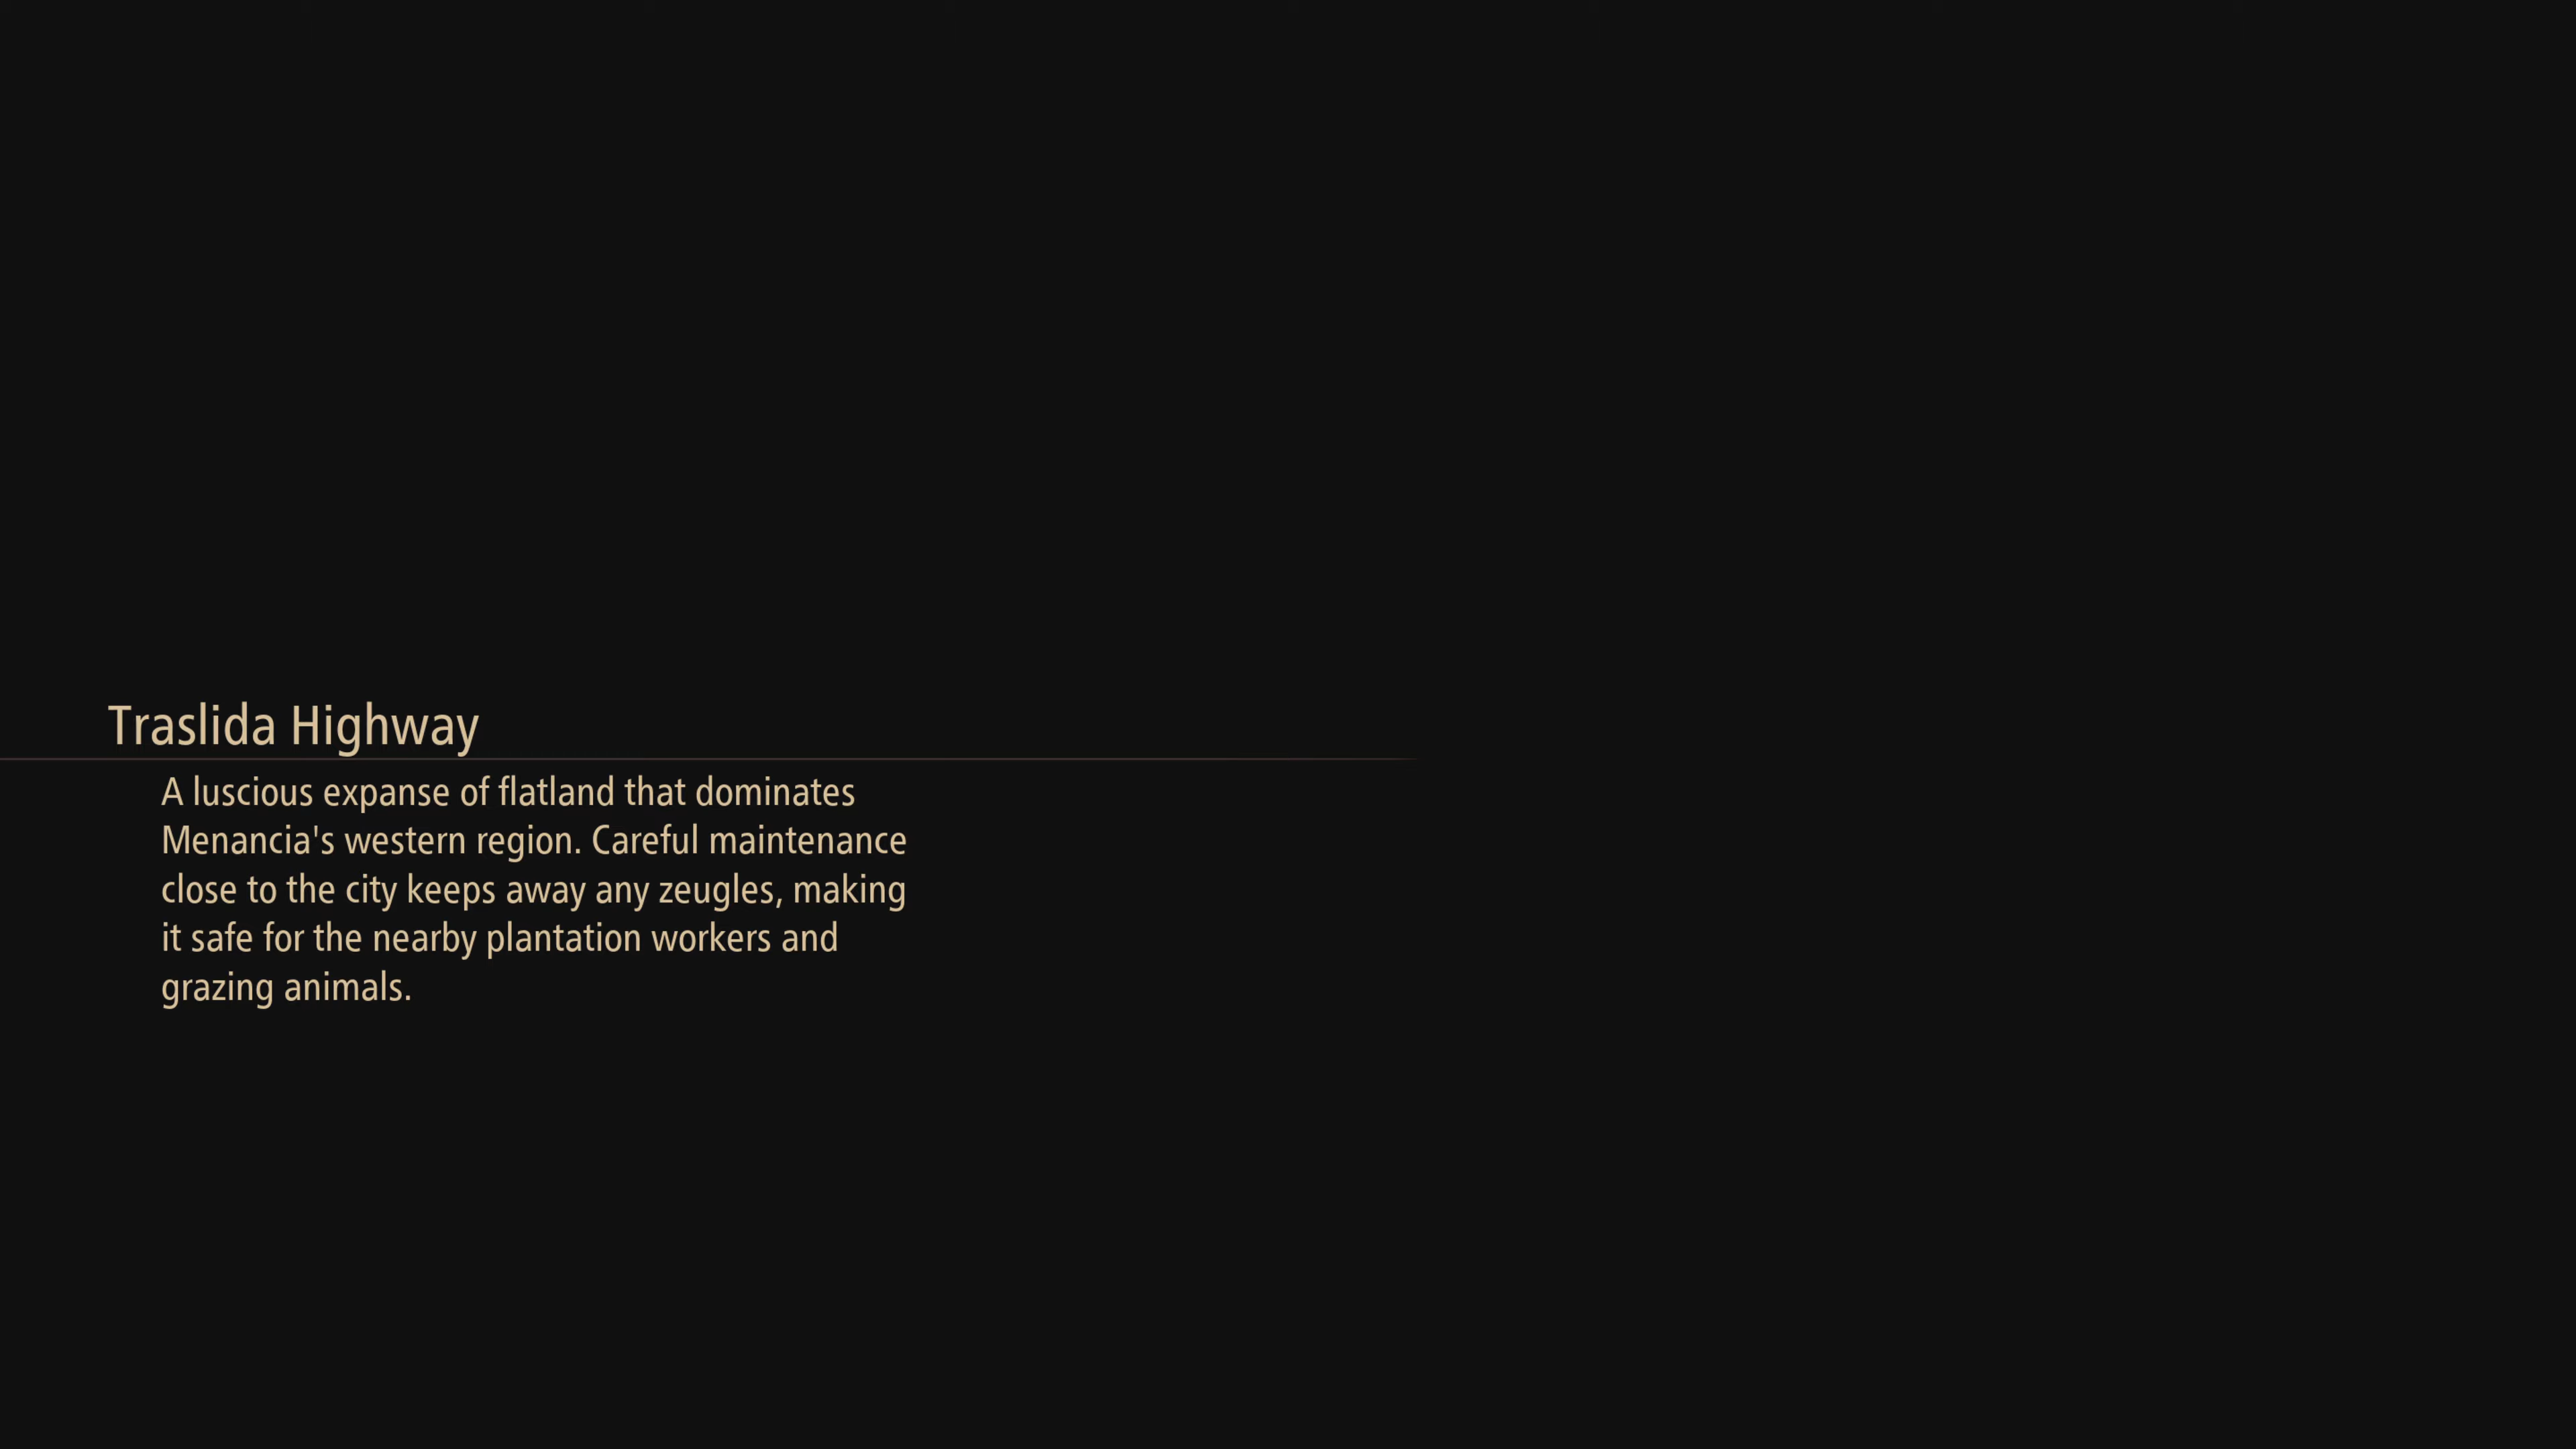 Traslida Highway
A luscious expanse of flatland that dominates
Menancia's western region. Careful maintenance
close to the city keeps away any zeugles, making
it safe for the nearby plantation workers and
grazing animals.